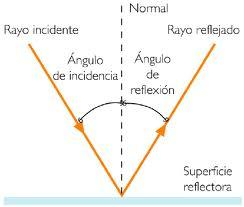 Normal
Rayo incidente
Rayo reflejado
Ángulo
de incidencia
Ángulo
de
reflexión
Superficie
reflectora